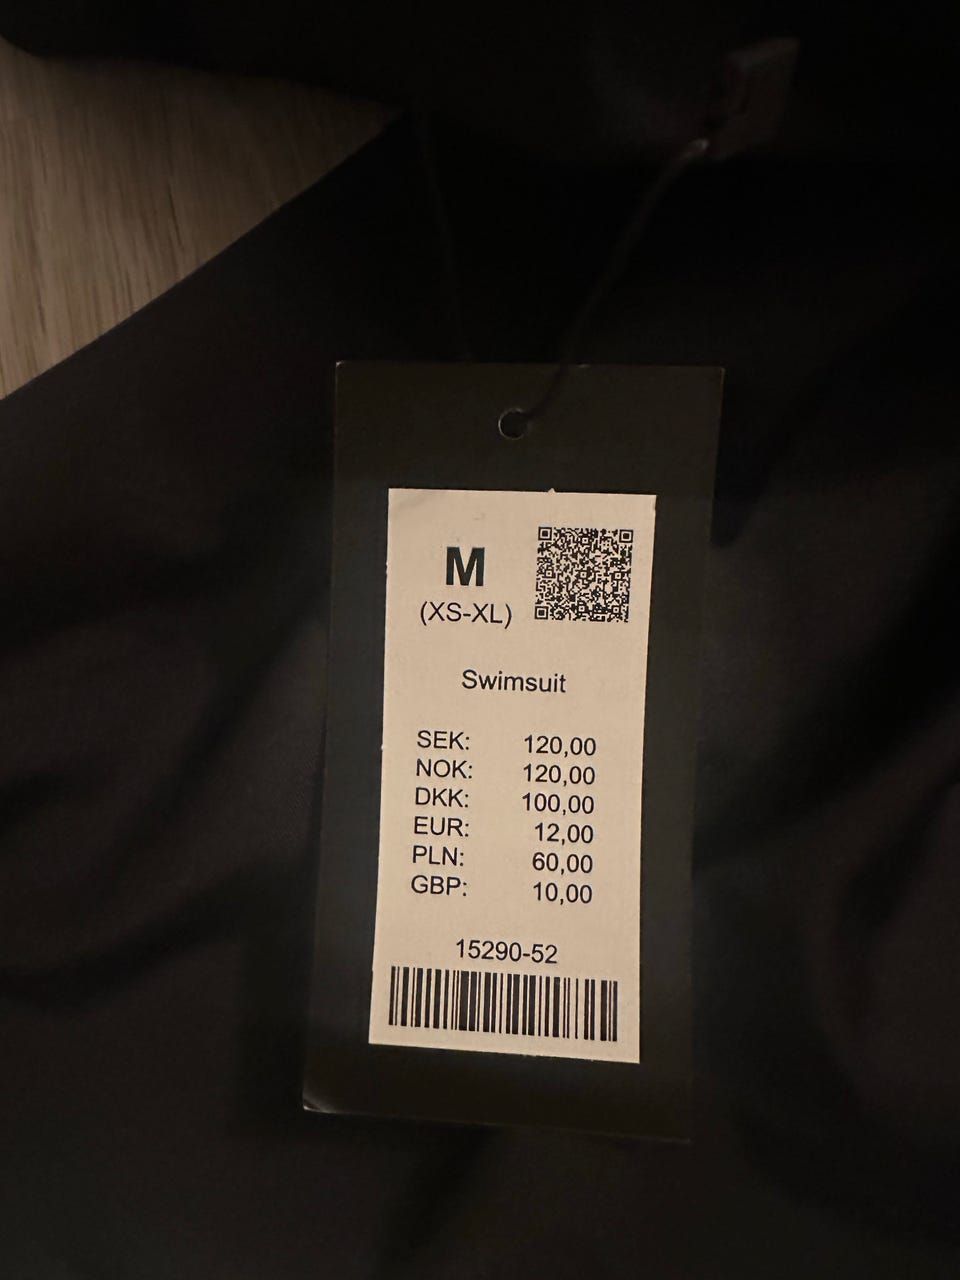 M
(XS-XL)
Swimsuit
SEK: 120,00
NOK: 120,00
DKK: 100,00
EUR: 12,00
PLN: 60,00
GBP: 10,00
15290-52